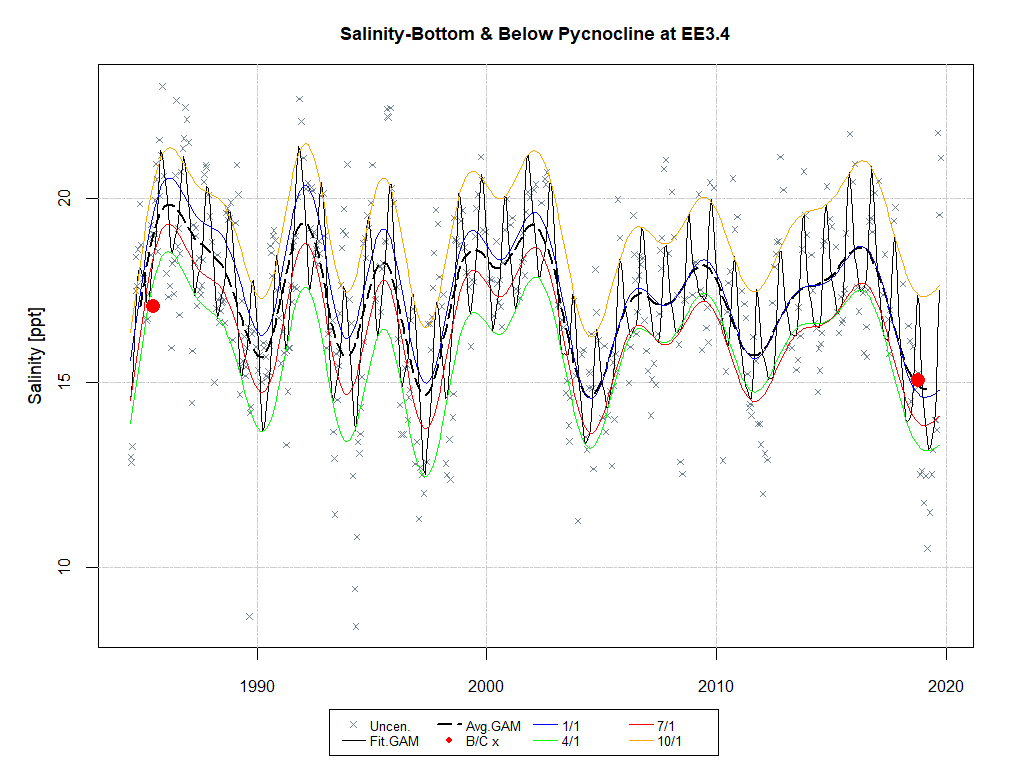 Salinity-Bottom & Below Pycnocline at EE3.4
Salinity [ppt]
20
15
10
1990 2000 2010 2020
Uncen. Avg.GAM 1/1 7/1
Fit.GAM B/C x 4/1 10/1